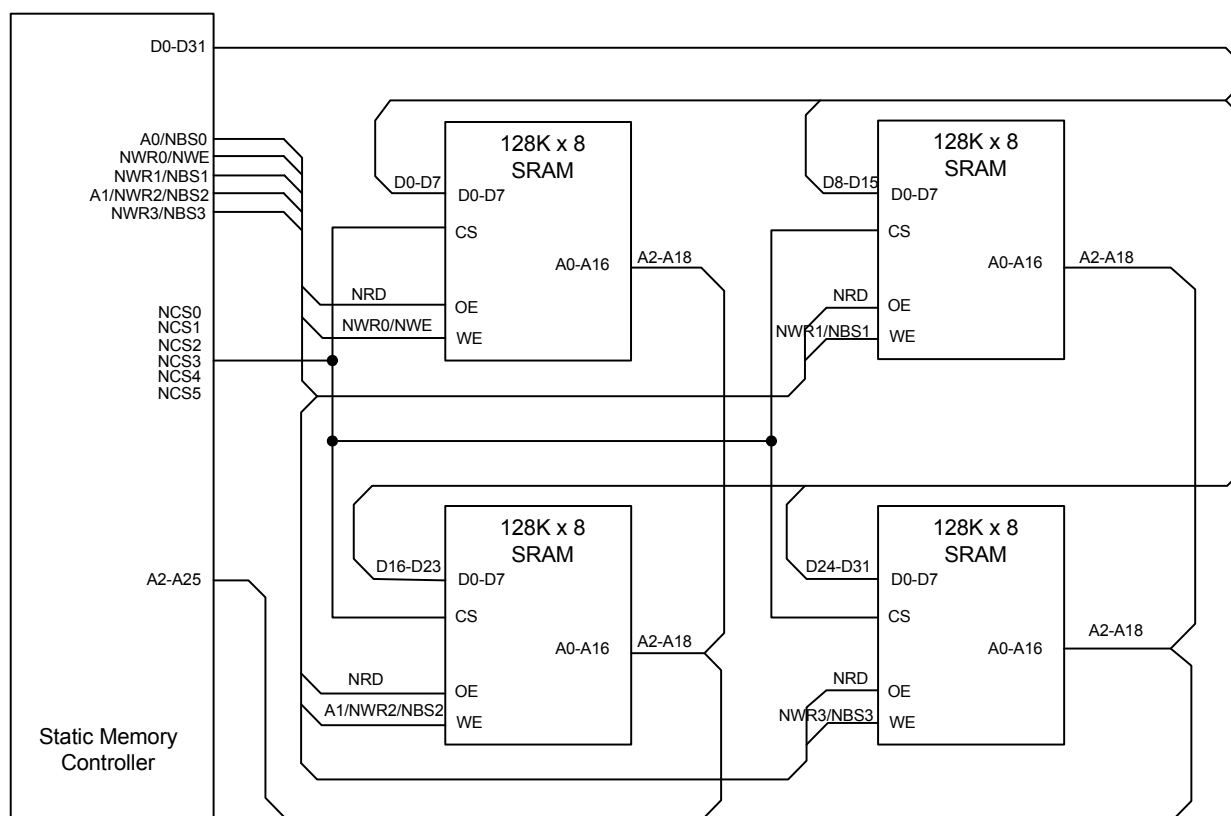 D0-D31
A0/NBS0
NWR0/NWE
NWR1/NBS1
A1/NWR2/NBS2
NWR3/NBS3
NCS0
NCS1
NCS2
NCS3
NCS4
NCS5
A2-A25
Static Memory
Controller
128K x 8
SRAM
D0-D7
D0-D7
CS
A0-A16
A2-A18
NRD
OE
NWR0/NWE
WE
128K x 8
SRAM
D8-D15
D0-D7
CS
A0-A16
A2-A18
NRD
OE
NWR1/NBS1
WE
128K x 8
SRAM
D16-D23
D0-D7
CS
A0-A16
A2-A18
NRD
OE
A1/NWR2/NBS2
WE
128K x 8
SRAM
D24-D31
D0-D7
CS
A0-A16
A2-A18
NRD
OE
NWR3/NBS3
WE